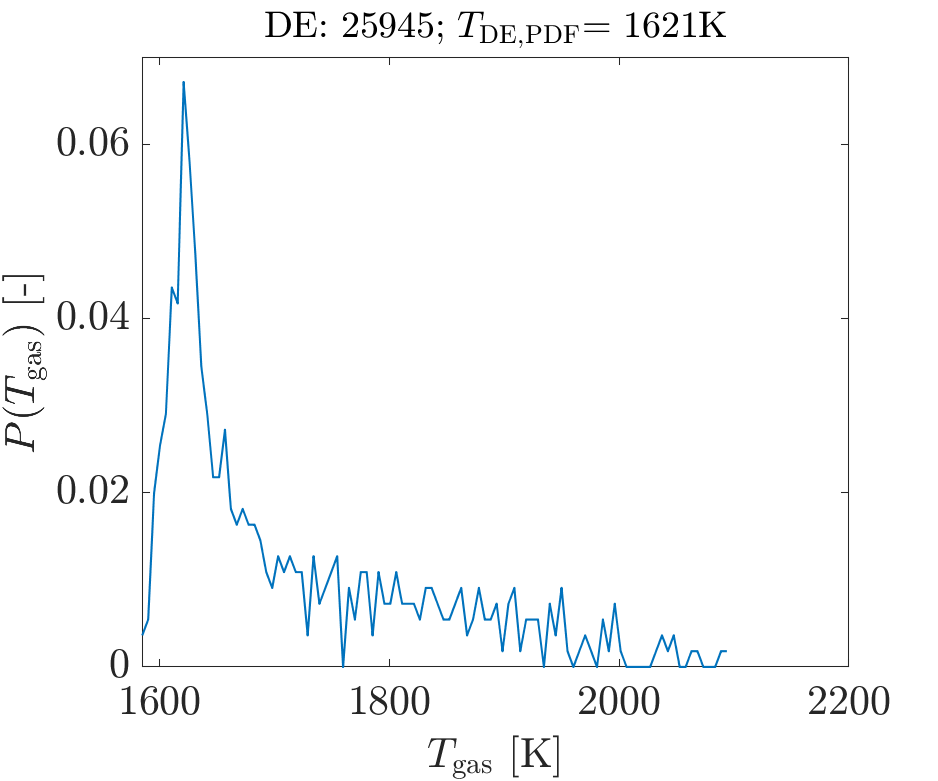 DE: 25945; T_DE,PDF= 1621K
0.06
0.04
0.02
0
P(T_gas) [-]
1600 1800 2000 2200
T_gas [K]